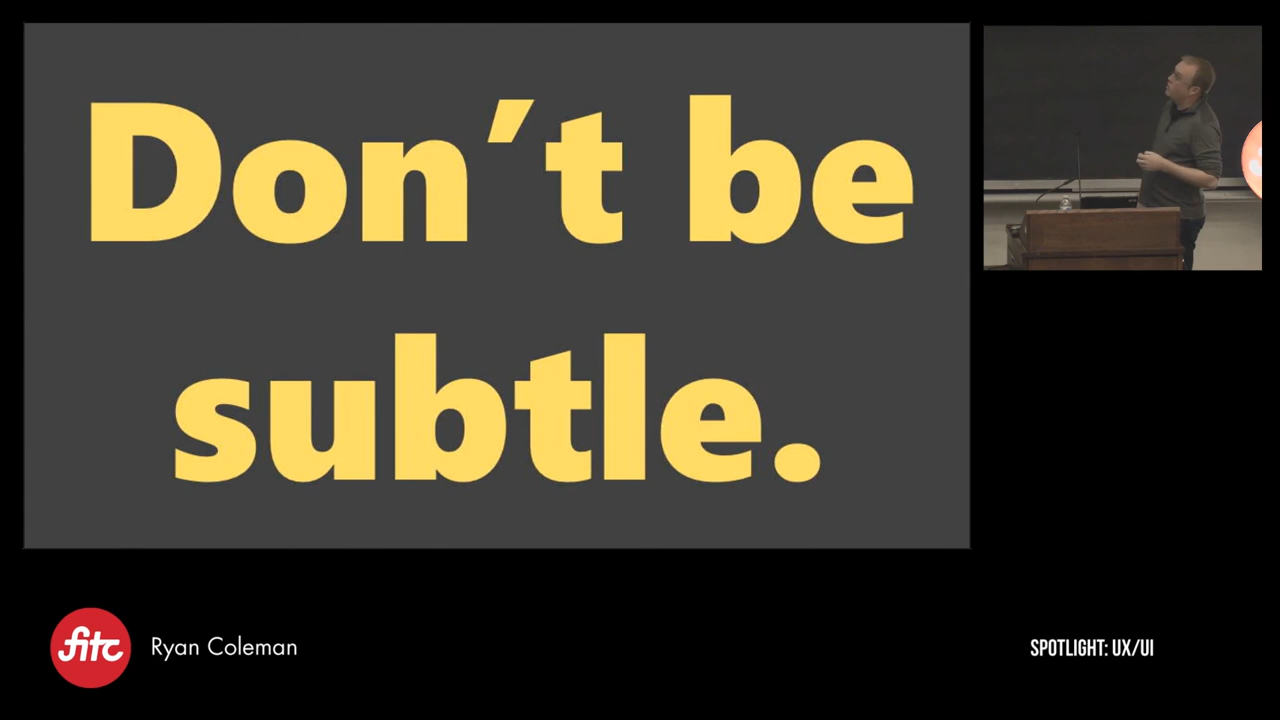 Don’t be
subtle.
fitc
Ryan Coleman
SPOTLIGHT: UX/UI